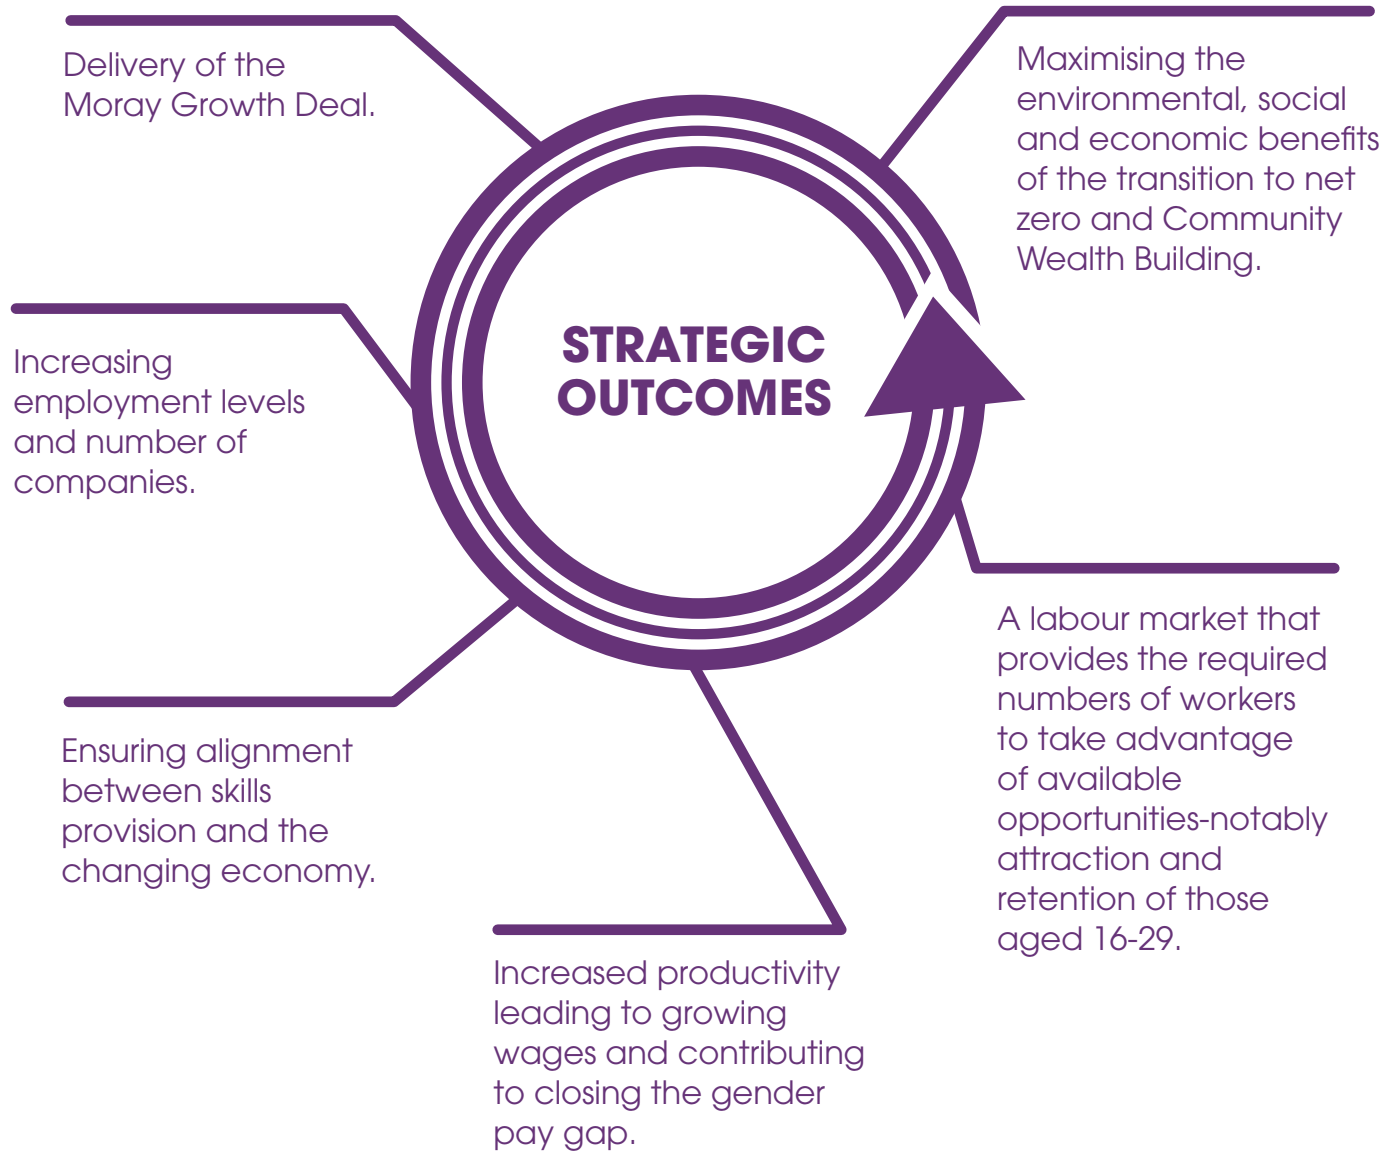 Delivery of the
Moray Growth Deal.
Maximising the
environmental, social
and economic benefits
of the transition to net
zero and Community
Wealth Building.
STRATEGIC
OUTCOMES
Increasing
employment levels
and number of
companies.
A labour market that
provides the required
numbers of workers
to take advantage
of available
opportunities-notably
attraction and
retention of those
aged 16-29.
Ensuring alignment
between skills
provision and the
changing economy.
Increased productivity
leading to growing
wages and contributing
to closing the gender
pay gap.